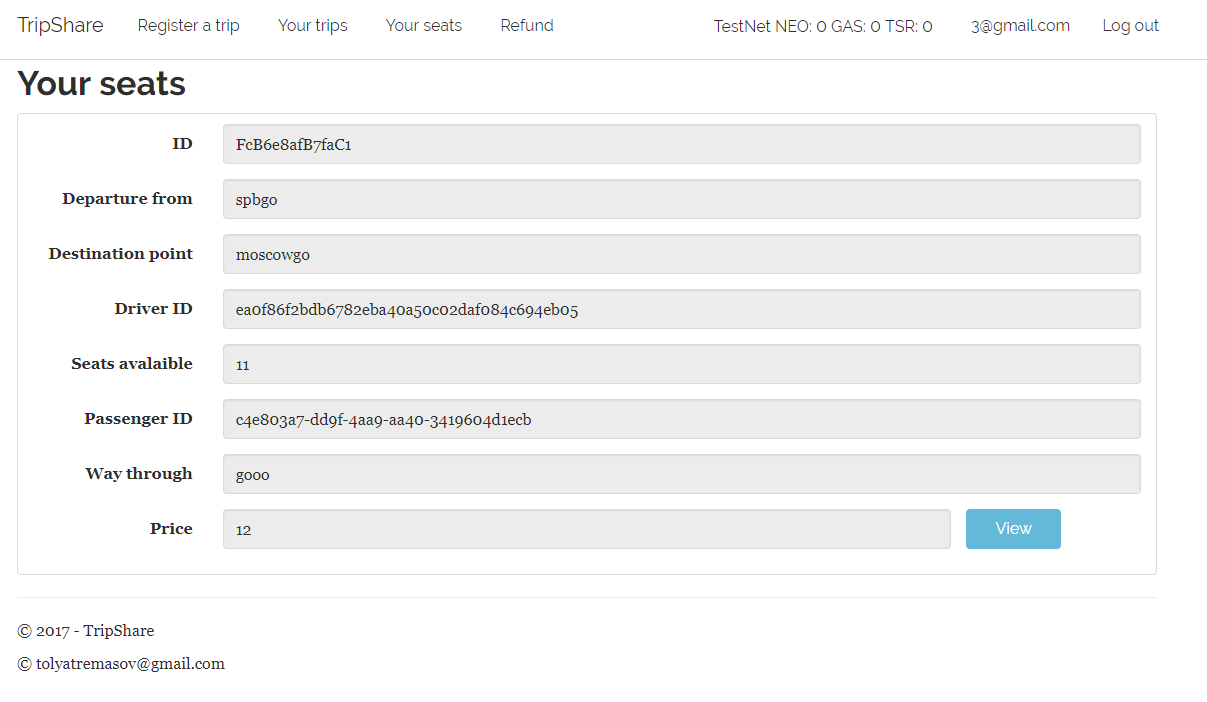 TripShare Register a trip Your trips Your seats Refund TestNet NEO: 0 GAS: 0 TSR: 0 3@gmail.com Log out
Your seats
ID FcB6e8afB7faC1
Departure from spbgo
Destination point moscowgo
Driver ID ea0f86f2bdb6782eba40a50c02daf084c694eb05
Seats avalaible 11
Passenger ID c4e803a7-dd9f-4aa9-aa40-3419604d1ecb
Way through gooo
Price 12 View
© 2017 - TripShare
© tolyatremasov@gmail.com